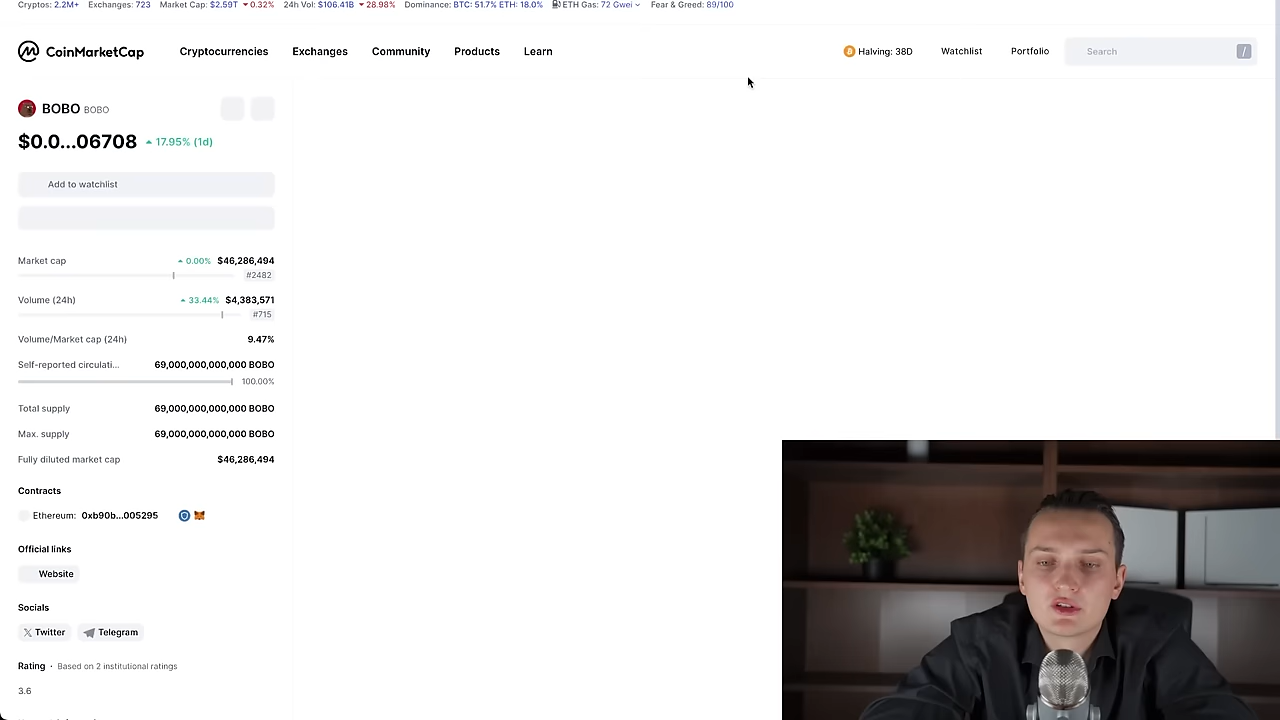 Cryptos: 2.2M+ Exchanges: 723 Market Cap: $2.59T 0.32% 24h Vol: $106.41B 28.98% Dominance: BTC: 51.7% ETH: 18.0% ETH Gas: 72 Gwei Fear & Greed: 89/100
CoinMarketCap Cryptocurrencies Exchanges Community Products Learn Halving: 38D Watchlist Portfolio Search /
BOBO BOBO
$0.0...06708 17.95% (1d)
Add to watchlist
Market cap 0.00% $46,286,494
#2482
Volume (24h) 33.44% $4,383,571
#715
Volume/Market cap (24h) 9.47%
Self-reported circulati... 69,000,000,000,000 BOBO
100.00%
Total supply 69,000,000,000,000 BOBO
Max. supply 69,000,000,000,000 BOBO
Fully diluted market cap $46,286,494
Contracts
Ethereum: 0xb90b...005295
Official links
Website
Socials
Twitter Telegram
Rating · Based on 2 institutional ratings
3.6